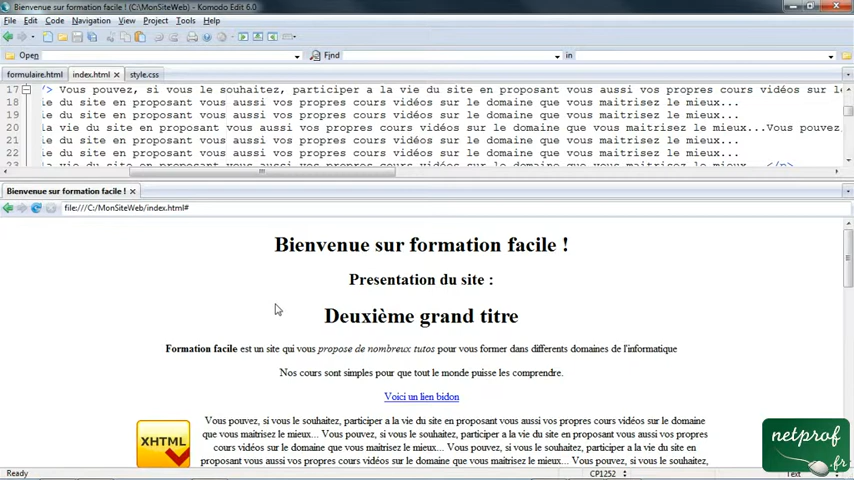 Bienvenue sur formation facile ! (C:\MonSiteWeb) - Komodo Edit 6.0
File Edit Code Navigation View Project Tools Help
Open Find in
formulaire.html index.html style.css
17 /> Vous pouvez, si vous le souhaitez, participer a la vie du site en proposant vous aussi vos propres cours vidéos sur
18 ie du site en proposant vous aussi vos propres cours vidéos sur le domaine que vous maitrisez le mieux...
19 ie du site en proposant vous aussi vos propres cours vidéos sur le domaine que vous maitrisez le mieux...
20 la vie du site en proposant vous aussi vos propres cours vidéos sur le domaine que vous maitrisez le mieux...Vous pouvez,
21 ie du site en proposant vous aussi vos propres cours vidéos sur le domaine que vous maitrisez le mieux...
22 ie du site en proposant vous aussi vos propres cours vidéos sur le domaine que vous maitrisez le mieux...
Bienvenue sur formation facile !
file:///C:/MonSiteWeb/index.html#
Bienvenue sur formation facile !
Presentation du site :
Deuxième grand titre
Formation facile est un site qui vous propose de nombreux tutos pour vous former dans differents domaines de l'informatique
Nos cours sont simples pour que tout le monde puisse les comprendre.
Voici un lien bidon
Vous pouvez, si vous le souhaitez, participer a la vie du site en proposant vous aussi vos propres cours vidéos sur le domaine
que vous maitrisez le mieux... Vous pouvez, si vous le souhaitez, participer a la vie du site en proposant vous aussi vos propres
cours vidéos sur le domaine que vous maitrisez le mieux... Vous pouvez, si vous le souhaitez, participer a la vie du site en
proposant vous aussi vos propres cours vidéos sur le domaine que vous maitrisez le mieux... Vous pouvez, si vous le souhaitez,
XHTML
netprof
.fr
Ready CP1252 Text